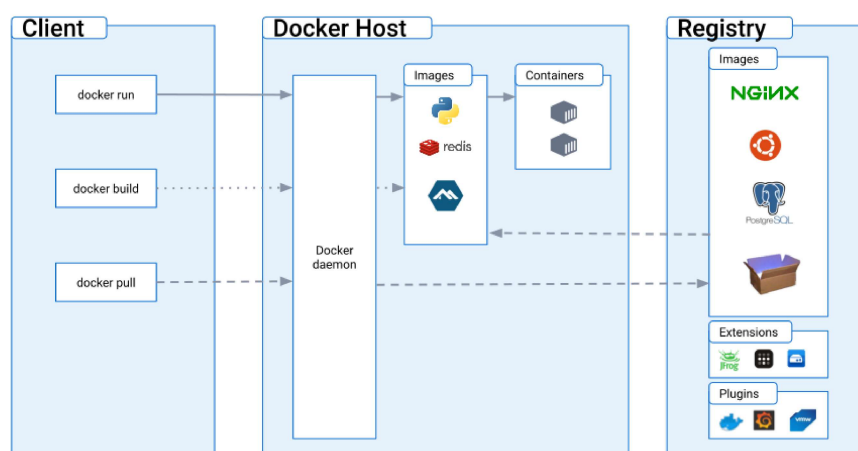 Client
docker run
docker build
docker pull
Docker Host
Docker
daemon
Images
redis
Containers
Registry
Images
NGINX
PostgreSQL
Extensions
JFrog
Plugins
vmw